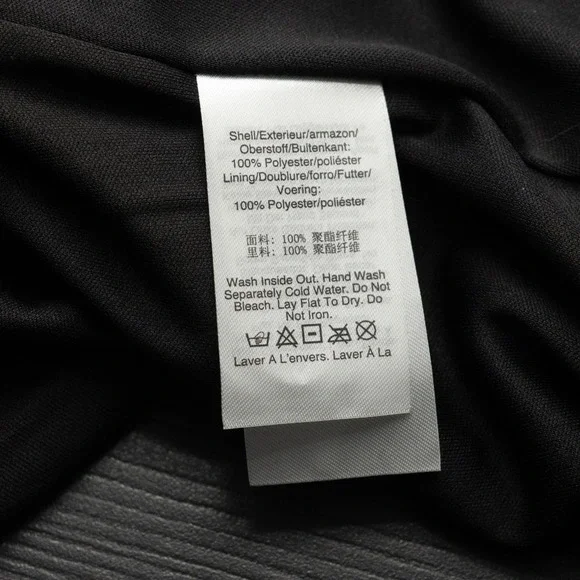 Shell/Exterieur/armazon/
Oberstoff/Buitenkant:
100% Polyester/poliéster
Lining/Doublure/forro/Futter/
Voering:
100% Polyester/poliéster
面料: 100% 聚酯纤维
里料: 100% 聚酯纤维
Wash Inside Out. Hand Wash
Separately Cold Water. Do Not
Bleach. Lay Flat To Dry. Do
Not Iron.
Laver A L'envers. Laver À La